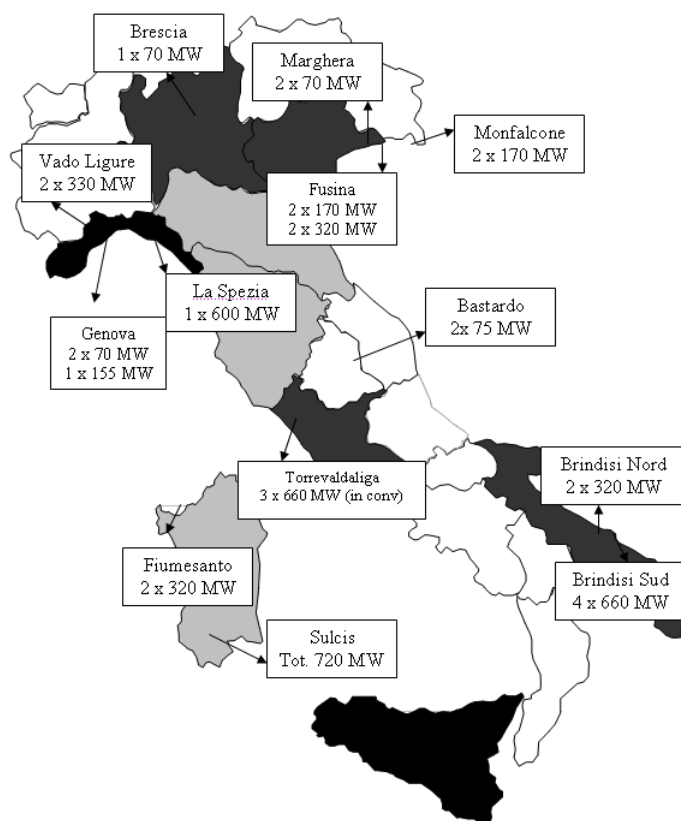 Brescia
1 x 70 MW
Marghera
2 x 70 MW
Monfalcone
2 x 170 MW
Vado Ligure
2 x 330 MW
Fusina
2 x 170 MW
2 x 320 MW
La Spezia
1 x 600 MW
Genova
2 x 70 MW
1 x 155 MW
Bastardo
2x 75 MW
Torrevaldaliga
3 x 660 MW (in conv)
Brindisi Nord
2 x 320 MW
Fiumesanto
2 x 320 MW
Brindisi Sud
4 x 660 MW
Sulcis
Tot. 720 MW